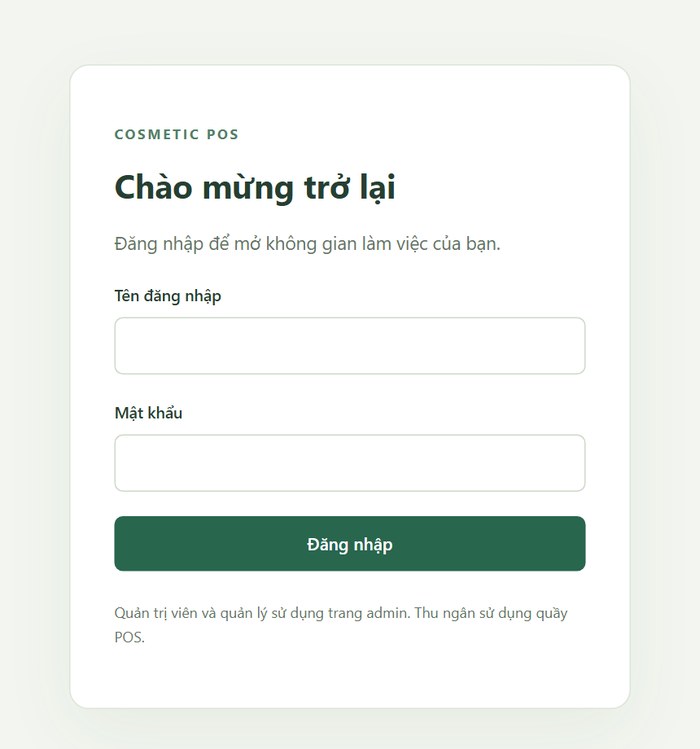 COSMETIC POS
Chào mừng trở lại
Đăng nhập để mở không gian làm việc của bạn.
Tên đăng nhập
Mật khẩu
Đăng nhập
Quản trị viên và quản lý sử dụng trang admin. Thu ngân sử dụng quầy
POS.